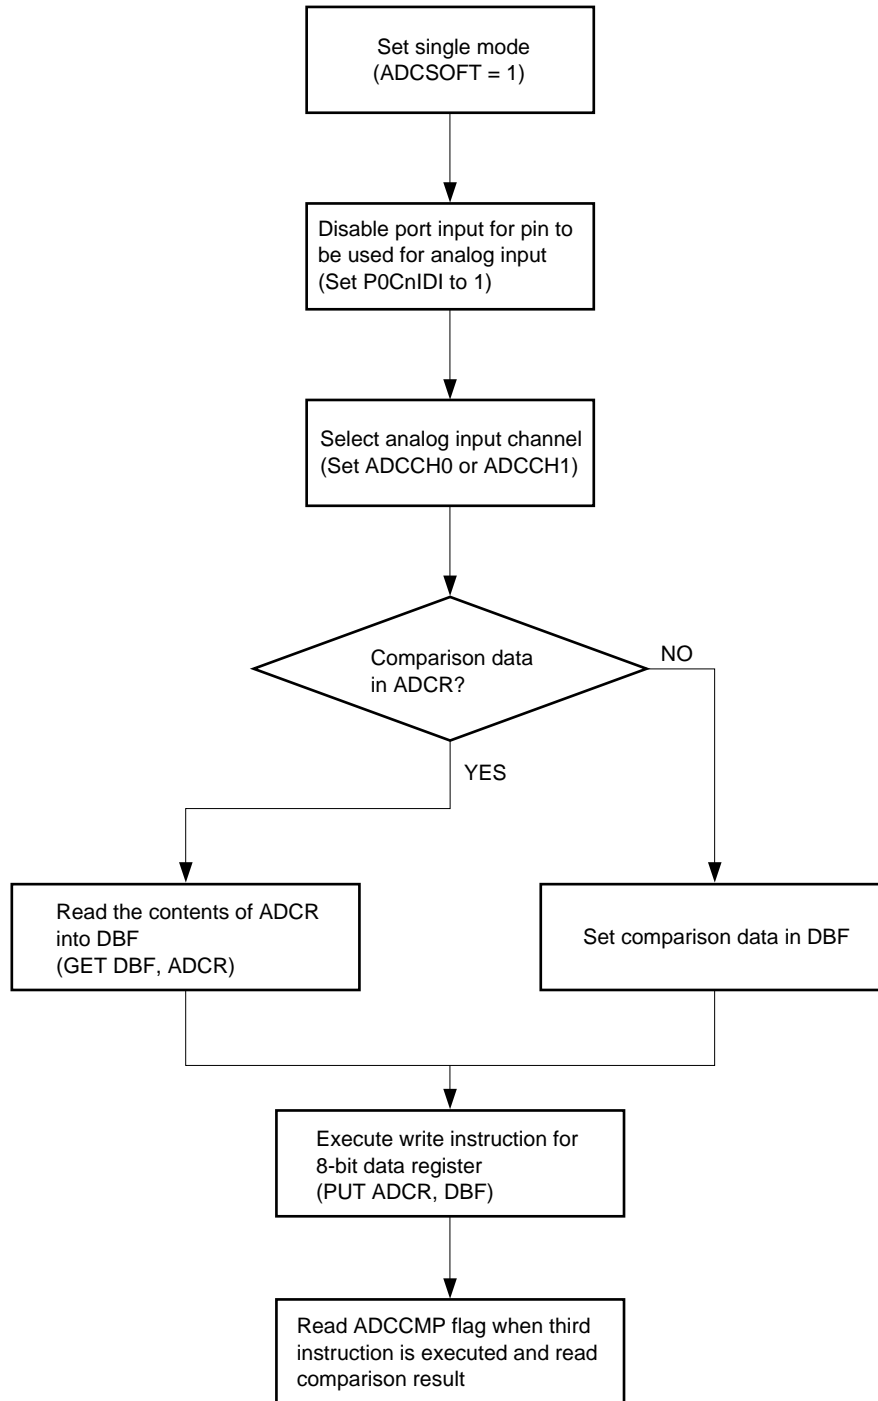 Set single mode
(ADCSOFT = 1)
Disable port input for pin to
be used for analog input
(Set P0CnIDI to 1)
Select analog input channel
(Set ADCCH0 or ADCCH1)
Comparison data
in ADCR?
NO
YES
Read the contents of ADCR
into DBF
(GET DBF, ADCR)
Set comparison data in DBF
Execute write instruction for
8-bit data register
(PUT ADCR, DBF)
Read ADCCMP flag when third
instruction is executed and read
comparison result